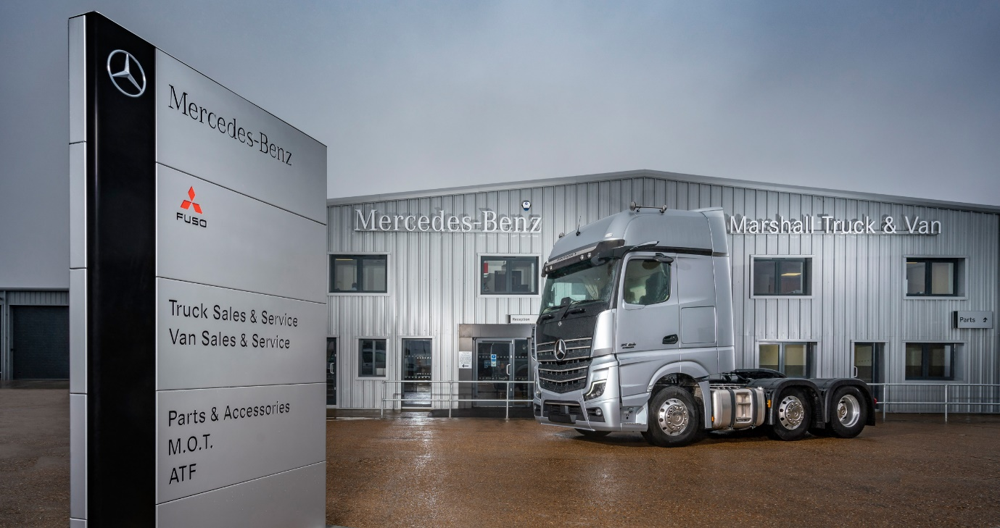 Mercedes-Benz
FUSO
Truck Sales & Service
Van Sales & Service
Parts & Accessories
M.O.T.
ATF
Mercedes-Benz
Marshall Truck & Van
Reception
Parts